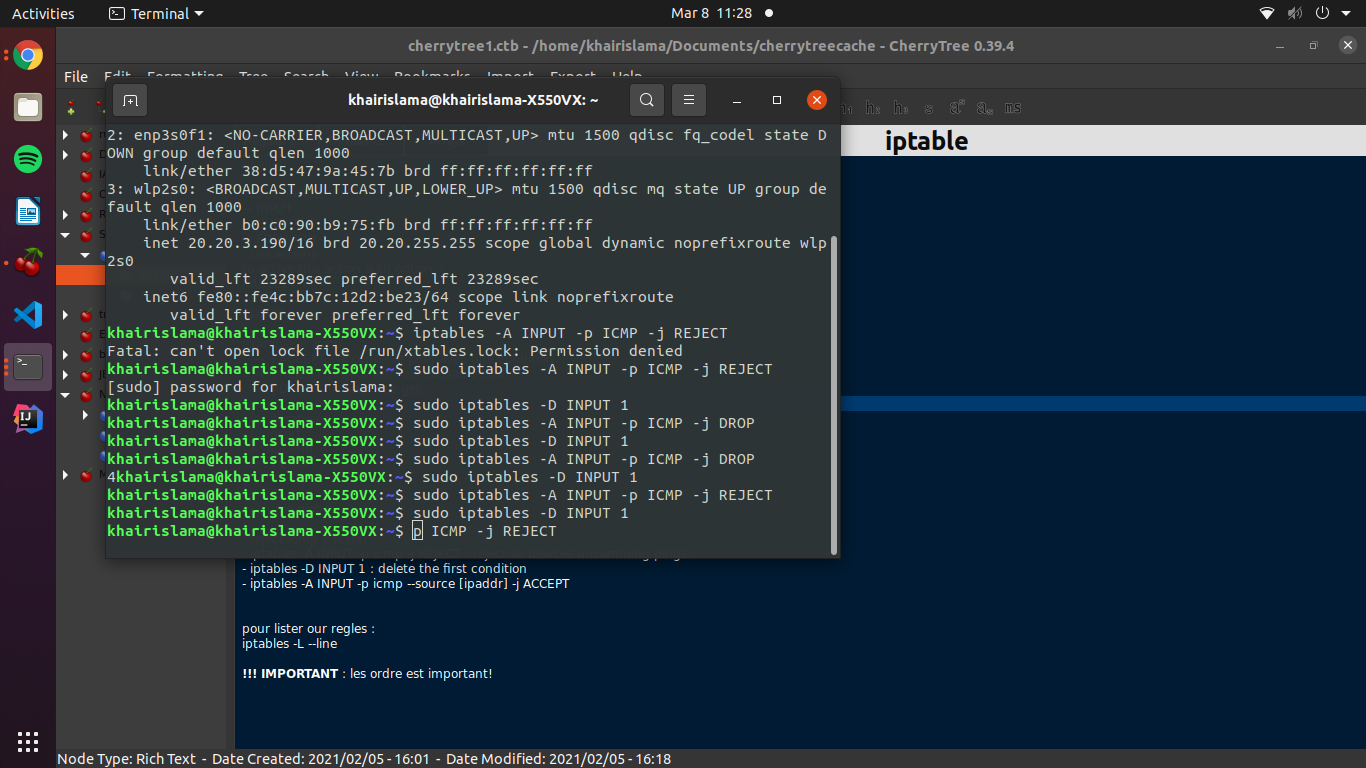 Activities
Terminal
Mar 8 11:28
cherrytree1.ctb - /home/khairislama/Documents/cherrytreecache - CherryTree 0.39.4
File Edit Formatting Tree Search View Bookmarks Import Export Help
khairislama@khairislama-X550VX: ~
iptable
2: enp3s0f1: <NO-CARRIER,BROADCAST,MULTICAST,UP> mtu 1500 qdisc fq_codel state D
OWN group default qlen 1000
link/ether 38:d5:47:9a:45:7b brd ff:ff:ff:ff:ff:ff
3: wlp2s0: <BROADCAST,MULTICAST,UP,LOWER_UP> mtu 1500 qdisc mq state UP group de
fault qlen 1000
link/ether b0:c0:90:b9:75:fb brd ff:ff:ff:ff:ff:ff
inet 20.20.3.190/16 brd 20.20.255.255 scope global dynamic noprefixroute wlp
2s0
valid_lft 23289sec preferred_lft 23289sec
inet6 fe80::fe4c:bb7c:12d2:be23/64 scope link noprefixroute
valid_lft forever preferred_lft forever
khairislama@khairislama-X550VX:~$ iptables -A INPUT -p ICMP -j REJECT
Fatal: can't open lock file /run/xtables.lock: Permission denied
khairislama@khairislama-X550VX:~$ sudo iptables -A INPUT -p ICMP -j REJECT
[sudo] password for khairislama:
khairislama@khairislama-X550VX:~$ sudo iptables -D INPUT 1
khairislama@khairislama-X550VX:~$ sudo iptables -A INPUT -p ICMP -j DROP
khairislama@khairislama-X550VX:~$ sudo iptables -D INPUT 1
khairislama@khairislama-X550VX:~$ sudo iptables -A INPUT -p ICMP -j DROP
4khairislama@khairislama-X550VX:~$ sudo iptables -D INPUT 1
khairislama@khairislama-X550VX:~$ sudo iptables -A INPUT -p ICMP -j REJECT
khairislama@khairislama-X550VX:~$ sudo iptables -D INPUT 1
khairislama@khairislama-X550VX:~$ p ICMP -j REJECT
- iptables -D INPUT 1 : delete the first condition
- iptables -A INPUT -p icmp --source [ipaddr] -j ACCEPT
pour lister our regles :
iptables -L --line
!!! IMPORTANT : les ordre est important!
Node Type: Rich Text - Date Created: 2021/02/05 - 16:01 - Date Modified: 2021/02/05 - 16:18